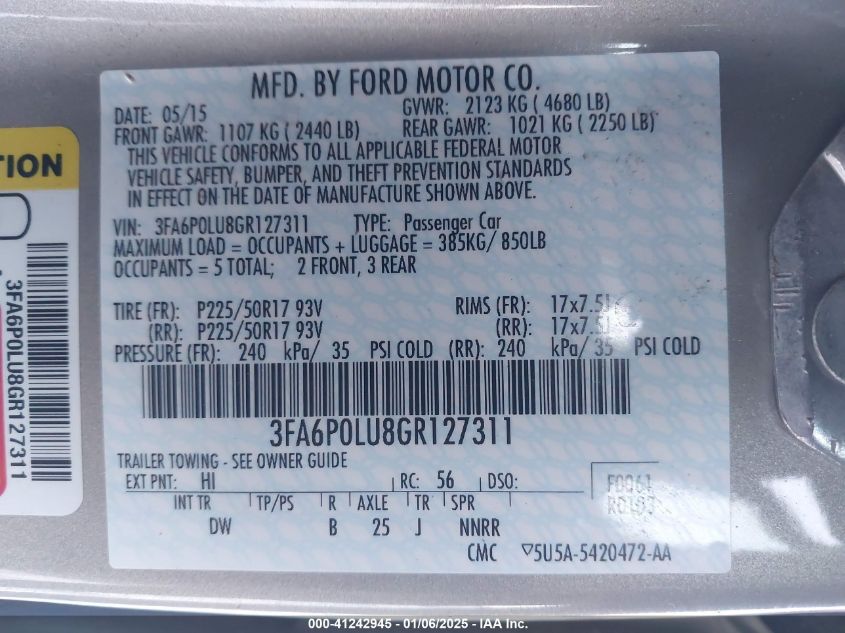 MFD. BY FORD MOTOR CO.
DATE: 05/15 GVWR: 2123 KG ( 4680 LB)
FRONT GAWR: 1107 KG ( 2440 LB) REAR GAWR: 1021 KG ( 2250 LB)
THIS VEHICLE CONFORMS TO ALL APPLICABLE FEDERAL MOTOR
VEHICLE SAFETY, BUMPER, AND THEFT PREVENTION STANDARDS
IN EFFECT ON THE DATE OF MANUFACTURE SHOWN ABOVE.
VIN: 3FA6P0LU8GR127311 TYPE: Passenger Car
MAXIMUM LOAD = OCCUPANTS + LUGGAGE = 385KG/ 850LB
OCCUPANTS = 5 TOTAL; 2 FRONT, 3 REAR
TIRE (FR): P225/50R17 93V RIMS (FR): 17x7.5J
(RR): P225/50R17 93V (RR): 17x7.5J
PRESSURE (FR): 240 kPa/ 35 PSI COLD (RR): 240 kPa/ 35 PSI COLD
3FA6P0LU8GR127311
TRAILER TOWING - SEE OWNER GUIDE
EXT PNT: HI RC: 56 DSO:
INT TR TP/PS R AXLE TR SPR
DW B 25 J NNRR
CMC ▽5U5A-5420472-AA
F0061
TION
3FA6P0LU8GR127311
000-41242945 - 01/06/2025 - IAA Inc.